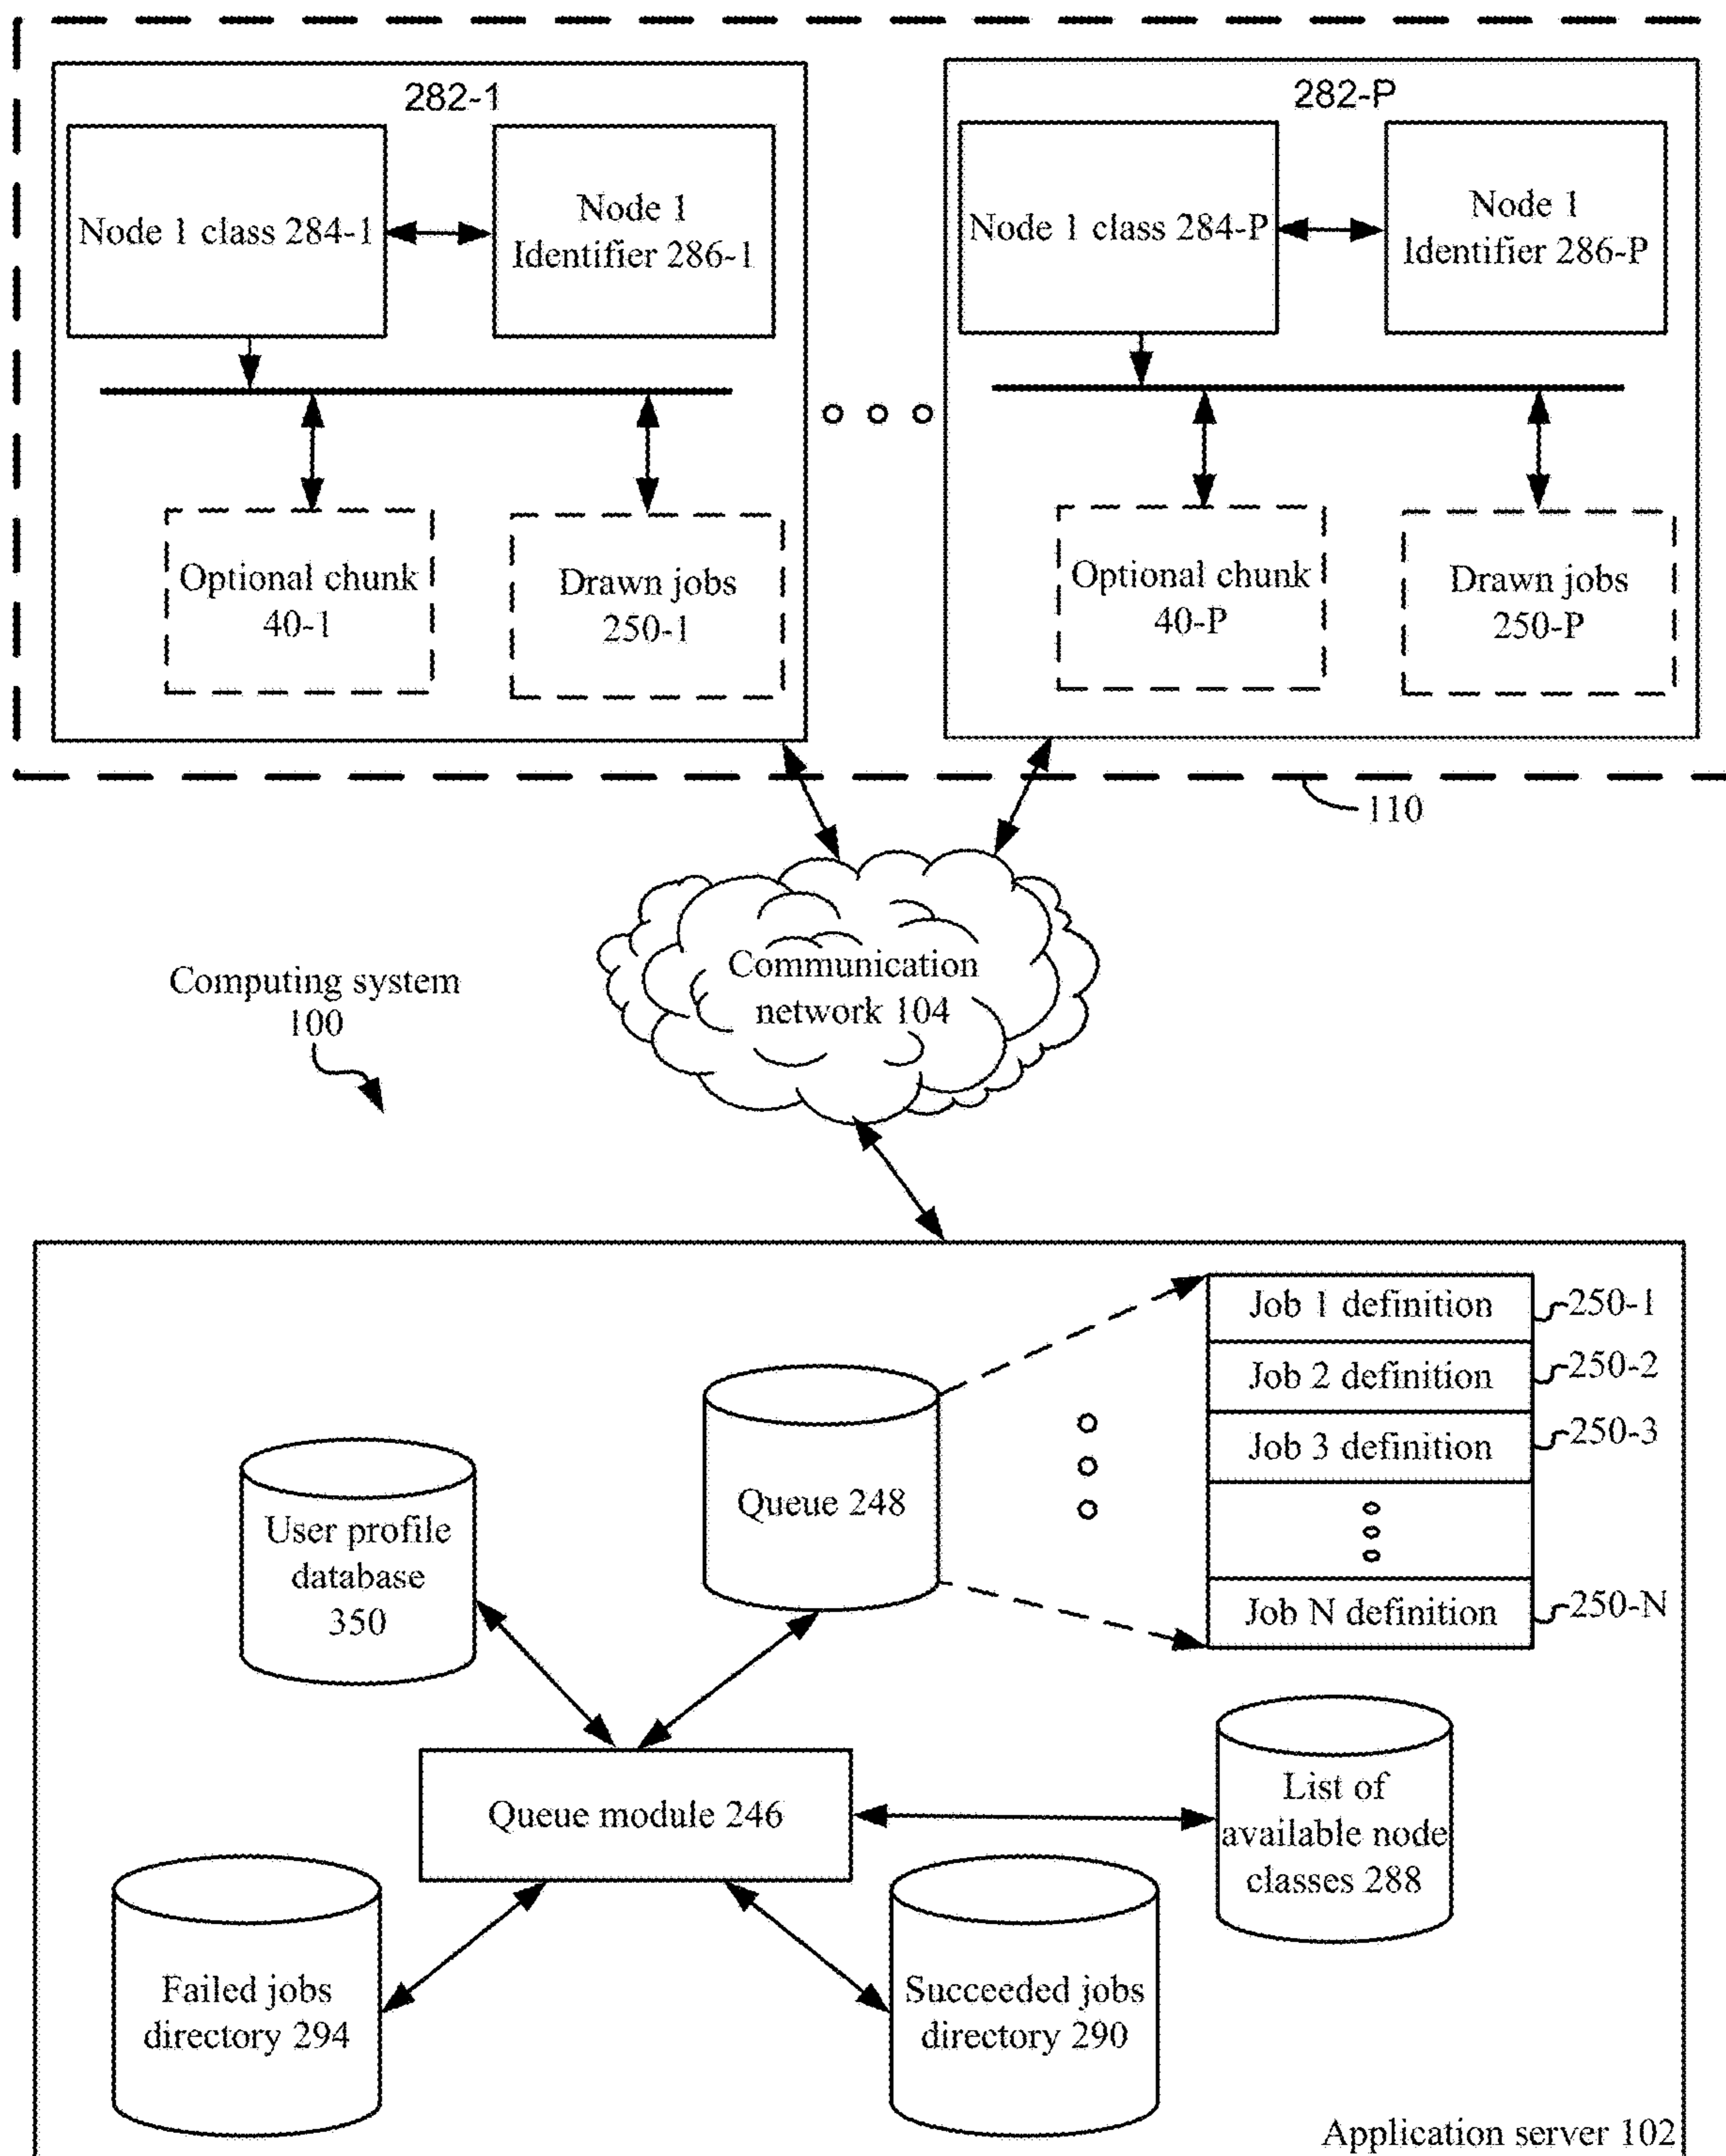 282-1
Node 1 class 284-1
Node 1
Identifier 286-1
Optional chunk
40-1
Drawn jobs
250-1
282-P
Node 1 class 284-P
Node 1
Identifier 286-P
Optional chunk
40-P
Drawn jobs
250-P
110
Communication
network 104
Computing system
100
Job 1 definition
250-1
Job 2 definition
250-2
Job 3 definition
250-3
Job N definition
250-N
Queue 248
User profile
database
350
Queue module 246
List of
available node
classes 288
Failed jobs
directory 294
Succeeded jobs
directory 290
Application server 102